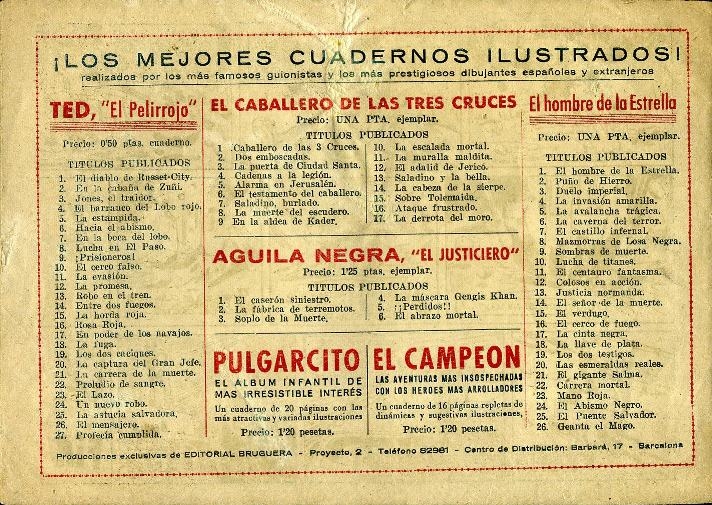 ¡LOS MEJORES CUADERNOS ILUSTRADOS!
realizados por los más famosos guionistas y los más prestigiosos dibujantes españoles y extranjeros
TED, "El Pelirrojo"
Precio: 0'50 ptas. cuaderno.
TITULOS PUBLICADOS
1. El diablo de Russet-City.
2. En la cabaña de Zuñi.
3. Jones, el traidor.
4. El barranco del Lobo rojo.
5. La estampida.
6. Hacia el abismo.
7. En la boca del lobo.
8. Lucha en El Paso.
9. ¡Prisioneros!
10. El cerco falso.
11. La evasión.
12. La promesa.
13. Robo en el tren.
14. Entre dos fuegos.
15. La horda roja.
16. Rosa Roja.
17. En poder de los navajos.
18. La fuga.
19. Los dos caciques.
20. La captura del Gran Jefe.
21. La carrera de la muerte.
22. Preludio de sangre.
23. El Lazo.
24. Un nuevo robo.
25. La astucia salvadora.
26. El mensajero.
27. Profecía cumplida.
EL CABALLERO DE LAS TRES CRUCES
Precio: UNA PTA, ejemplar.
TITULOS PUBLICADOS
1 Caballero de las 3 Cruces.
2. Dos emboscadas.
3. La puerta de Ciudad Santa.
4. Cadenas a la legión.
5. Alarma en Jerusalén.
6. El testamento del caballero.
7. Saladino, burlado.
8. La muerte del escudero.
9 En la aldea de Kader.
10. La escalada mortal.
11. La muralla maldita.
12. El adalid de Jericó.
13. Saladino y la bella.
14. La cabeza de la sierpe.
15. Sobre Tolemaida.
16. Ataque frustrado.
17. La derrota del moro.
AGUILA NEGRA, "EL JUSTICIERO"
Precio: 1'25 ptas, ejemplar.
TITULOS PUBLICADOS
1. El caserón siniestro.
2. La fábrica de terremotos.
3. Soplo de la Muerte.
4. La máscara Gengis Khan.
5. ¡¡Perdidos!!
6. El abrazo mortal.
PULGARCITO
EL ALBUM INFANTIL DE
MAS IRRESISTIBLE INTERÉS
Un cuaderno de 20 páginas con las
más atractivas y variadas ilustraciones
Precio: 1'20 pesetas.
EL CAMPEON
LAS AVENTURAS MAS INSOSPECHADAS
CON LOS HEROES MAS ARROLLADORES
Un cuaderno de 16 páginas repletas de
dinámicas y sugestivas ilustraciones,
Precio: 1'20 pesetas.
El hombre de la Estrella
Precio: UNA PTA, ejemplar.
TITULOS PUBLICADOS
1. El hombre de la Estrella.
2. Puño de Hierro.
3. Duelo imperial.
4. La invasión amarilla.
5. La avalancha trágica.
6. La caverna del terror.
7. El castillo infernal.
8. Mazmorras de Losa Negra.
9. Sombras de muerte.
10. Lucha de titanes.
11. El centauro fantasma.
12. Colosos en acción.
13. Justicia normanda.
14. El señor de la muerte.
15. El verdugo.
16. El cerco de fuego.
17. La cinta negra.
18. La llave de plata.
19. Los dos testigos.
20. Las esmeraldas reales.
21. El gigante Salma.
22. Carrera mortal.
23. Mano Roja.
24. El Abismo Negro.
25. El Puente Salvador.
26. Geanta el Mago.
Producciones exclusivas de EDITORIAL BRUGUERA - Proyecto, 2 - Teléfono 82981 - Centro de Distribución: Barbará, 17 - Barcelona